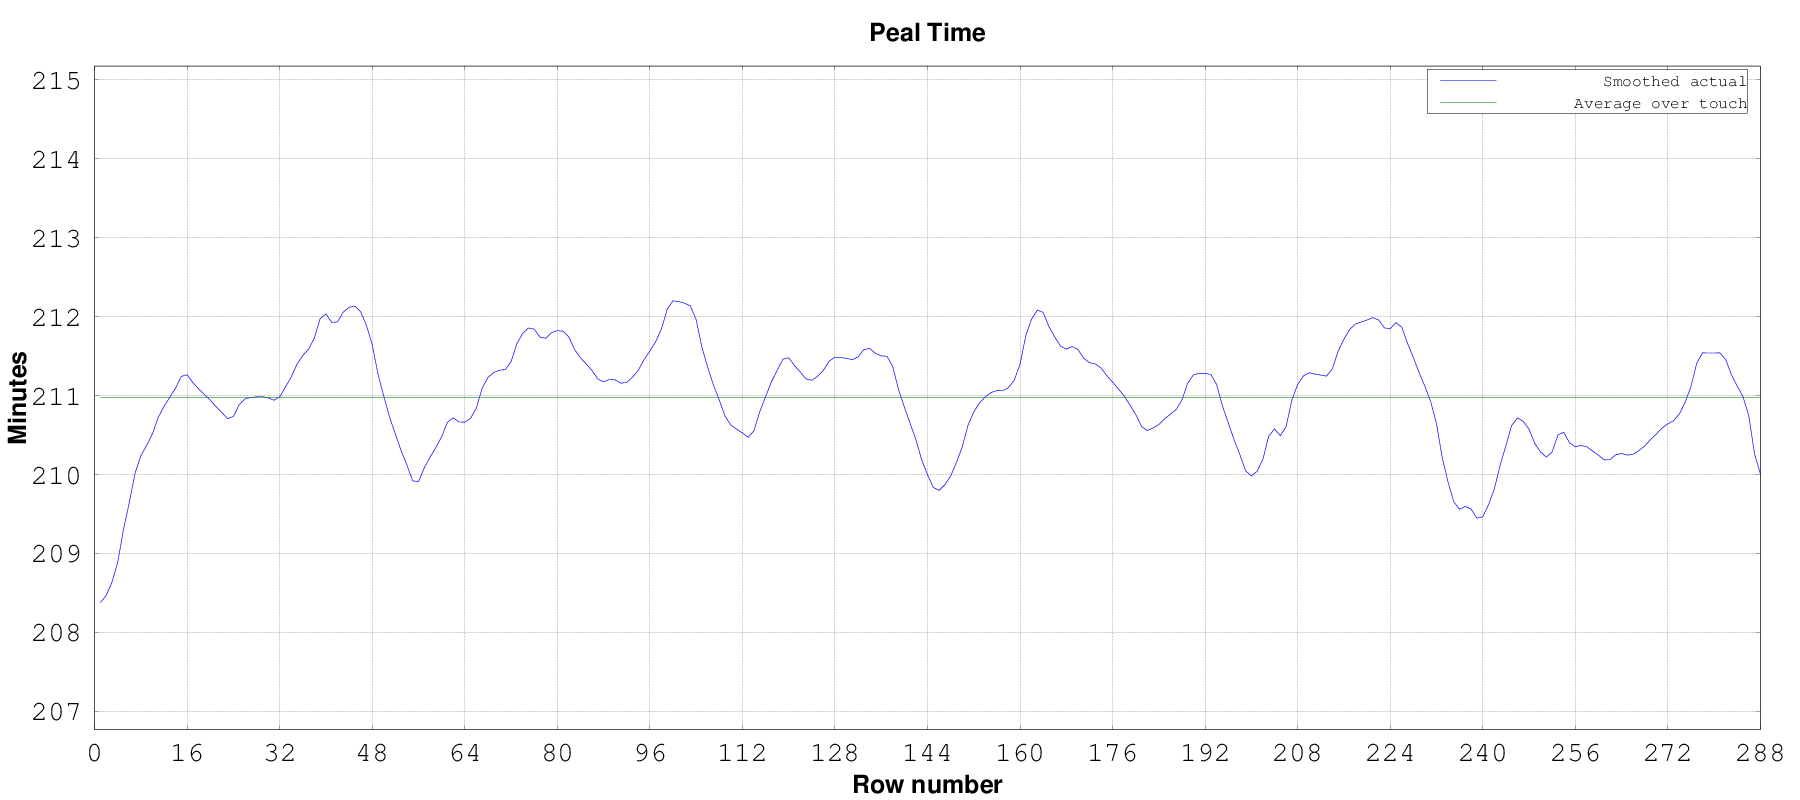 Peal Time
Smoothed actual
Average over touch
215
214
213
212
211
210
209
208
207
Minutes
0 16 32 48 64 80 96 112 128 144 160 176 192 208 224 240 256 272 288
Row number